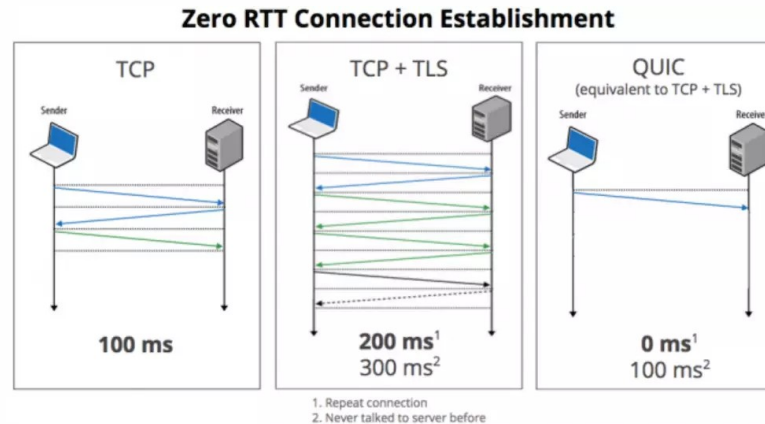 Zero RTT Connection Establishment
TCP
Sender
Receiver
100 ms
TCP + TLS
Sender
Receiver
200 ms¹
300 ms²
QUIC
(equivalent to TCP + TLS)
Sender
Receive
0 ms¹
100 ms²
1. Repeat connection
2. Never talked to server before